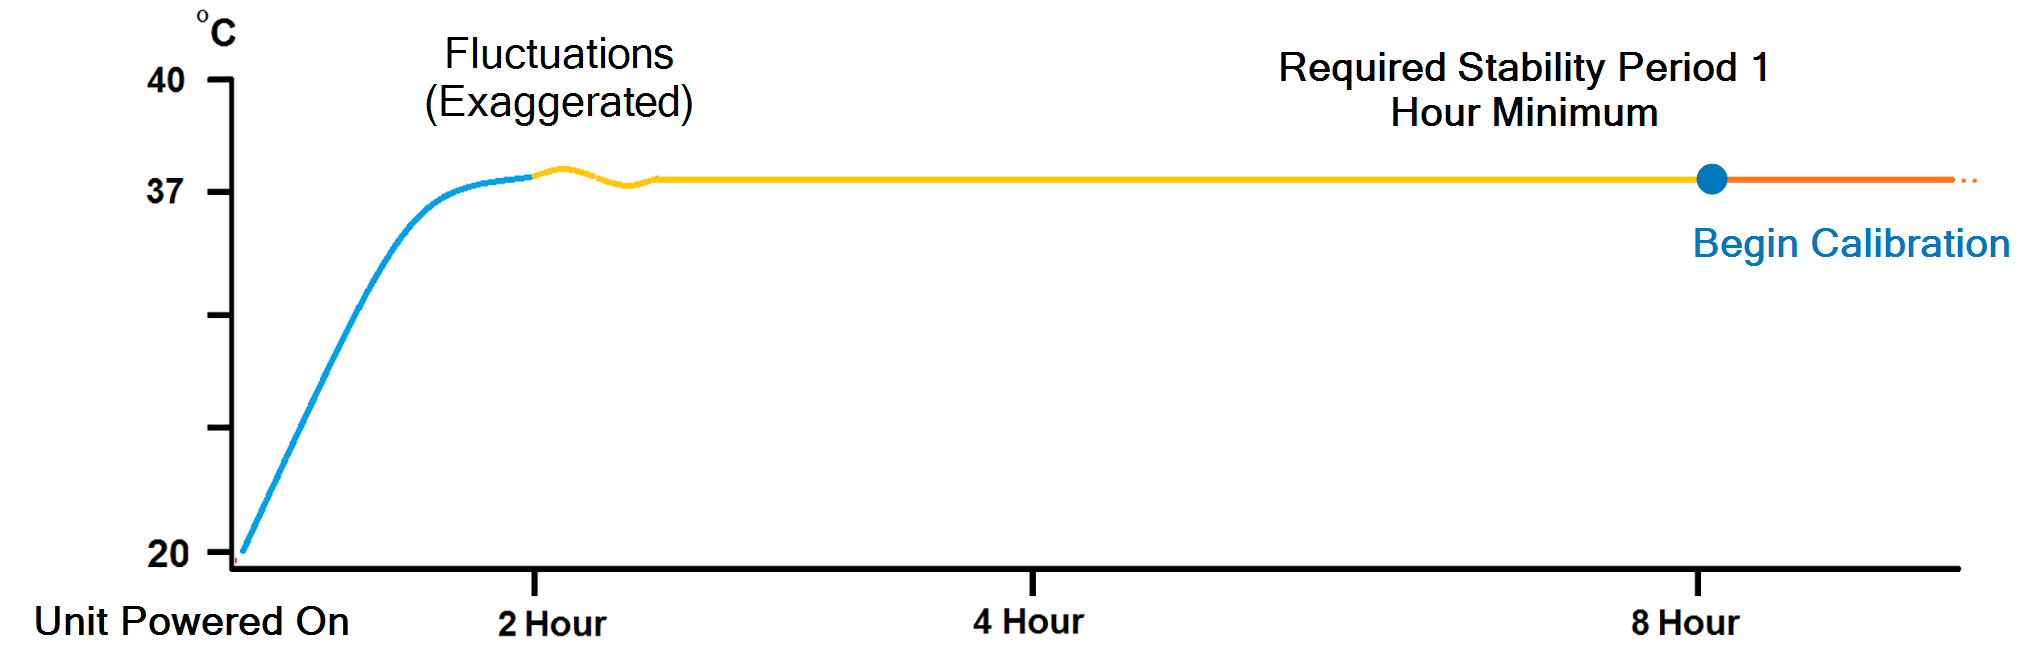 °C
Fluctuations
(Exaggerated)
Required Stability Period 1
Hour Minimum
40
37
Begin Calibration
20
Unit Powered On
2 Hour
4 Hour
8 Hour